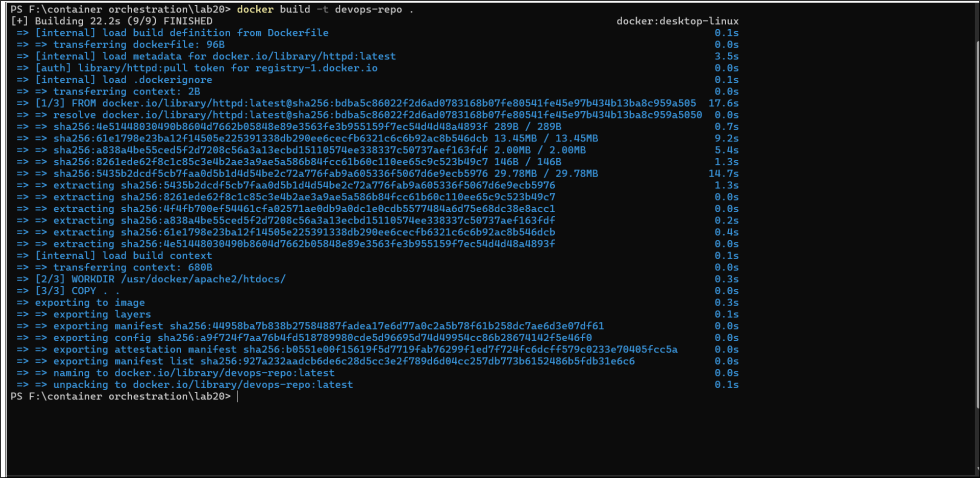 PS F:\container orchestration\lab20> docker build -t devops-repo .
[+] Building 22.2s (9/9) FINISHED docker:desktop-linux
=> [internal] load build definition from Dockerfile 0.1s
=> => transferring dockerfile: 96B 0.0s
=> [internal] load metadata for docker.io/library/httpd:latest 3.5s
=> [auth] library/httpd:pull token for registry-1.docker.io 0.0s
=> [internal] load .dockerignore 0.1s
=> => transferring context: 2B 0.0s
=> [1/3] FROM docker.io/library/httpd:latest@sha256:bdba5c86022f2d6ad0783168b07fe80541fe45e97b434b13ba8c959a505 17.6s
=> => resolve docker.io/library/httpd:latest@sha256:bdba5c86022f2d6ad0783168b07fe80541fe45e97b434b13ba8c959a5050 0.0s
=> => sha256:4e51448030490b8604d7662b05848e89e3563fe3b955159f7ec54d4d48a4893f 289B / 289B 0.7s
=> => sha256:61e1798e23ba12f14505e225391338db290ee6cecfb6321c6c6b92ac8b546dcb 13.45MB / 13.45MB 9.2s
=> => sha256:a838a4be55ced5f2d7208c56a3a13ecbd15110574ee338337c50737aef163fdf 2.00MB / 2.00MB 5.4s
=> => sha256:8261ede62f8c1c85c3e4b2ae3a9ae5a586b84fcc61b60c110ee65c9c523b49c7 146B / 146B 1.3s
=> => sha256:5435b2dcdf5cb7faa0d5b1d4d54be2c72a776fab9a605336f5067d6e9ecb5976 29.78MB / 29.78MB 14.7s
=> => extracting sha256:5435b2dcdf5cb7faa0d5b1d4d54be2c72a776fab9a605336f5067d6e9ecb5976 1.3s
=> => extracting sha256:8261ede62f8c1c85c3e4b2ae3a9ae5a586b84fcc61b60c110ee65c9c523b49c7 0.0s
=> => extracting sha256:4f4fb700ef54461cfa02571ae0db9a0dc1e0cdb5577484a6d75e68dc38e8acc1 0.0s
=> => extracting sha256:a838a4be55ced5f2d7208c56a3a13ecbd15110574ee338337c50737aef163fdf 0.2s
=> => extracting sha256:61e1798e23ba12f14505e225391338db290ee6cecfb6321c6c6b92ac8b546dcb 0.4s
=> => extracting sha256:4e51448030490b8604d7662b05848e89e3563fe3b955159f7ec54d4d48a4893f 0.0s
=> [internal] load build context 0.1s
=> => transferring context: 680B 0.0s
=> [2/3] WORKDIR /usr/docker/apache2/htdocs/ 0.3s
=> [3/3] COPY . . 0.0s
=> exporting to image 0.3s
=> => exporting layers 0.1s
=> => exporting manifest sha256:44958ba7b838b27584887fadea17e6d77a0c2a5b78f61b258dc7ae6d3e07df61 0.0s
=> => exporting config sha256:a9f724f7aa76b4fd518789980cde5d96695d74d49954cc86b28674142f5e46f0 0.0s
=> => exporting attestation manifest sha256:b0551e00f15619f5d7719fab76299f1ed7f724fc6dcff579c0233e70405fcc5a 0.0s
=> => exporting manifest list sha256:927a232aadcb6de6c28d5cc3e2f789d6d04cc257db773b6152486b5fdb31e6c6 0.0s
=> => naming to docker.io/library/devops-repo:latest 0.0s
=> => unpacking to docker.io/library/devops-repo:latest 0.1s
PS F:\container orchestration\lab20>